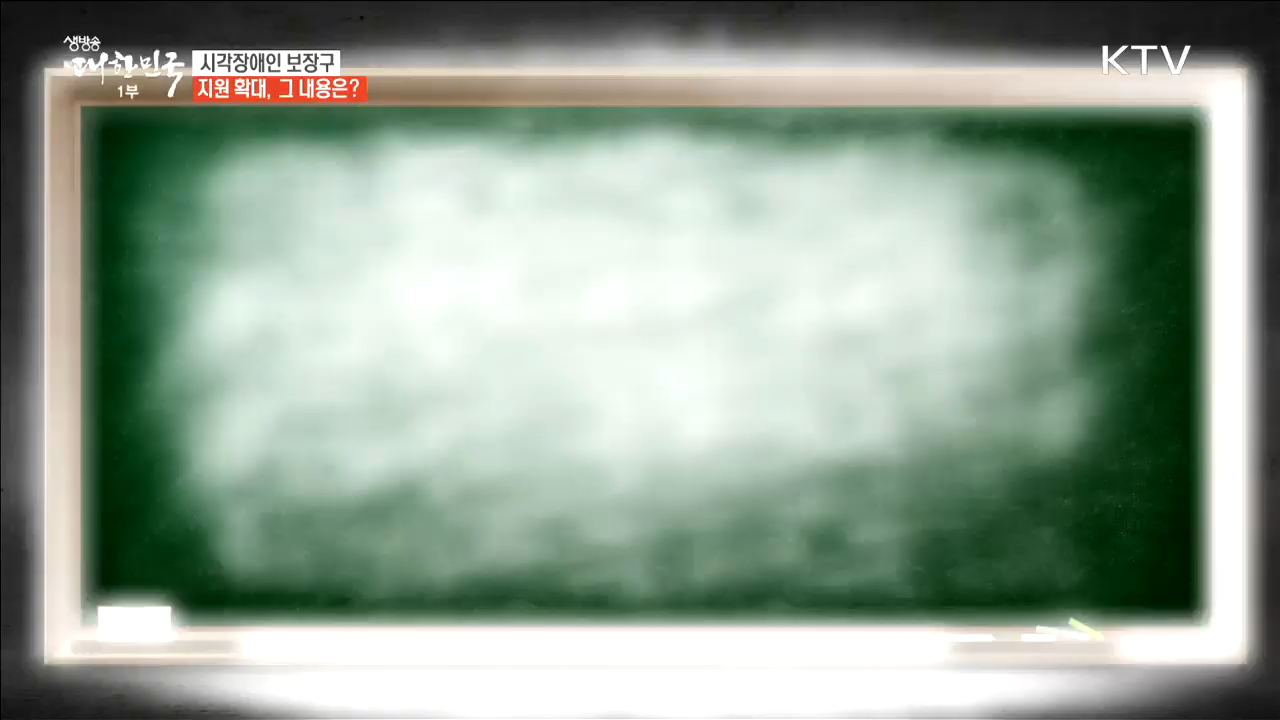 생방송
대한민국
1부
시각장애인 보장구
지원 확대, 그 내용은?
KTV